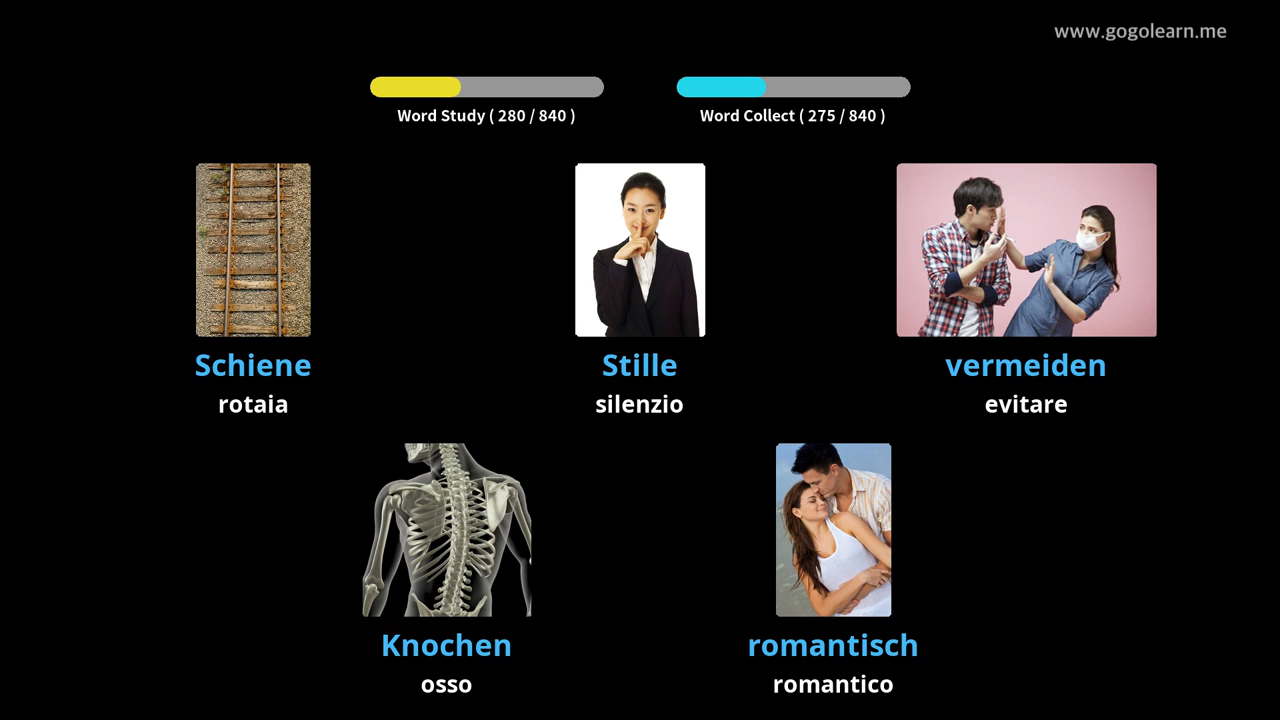 www.gogolearn.me
Word Study ( 280 / 840 )
Word Collect ( 275 / 840 )
Schiene
rotaia
Stille
silenzio
vermeiden
evitare
Knochen
osso
romantisch
romantico